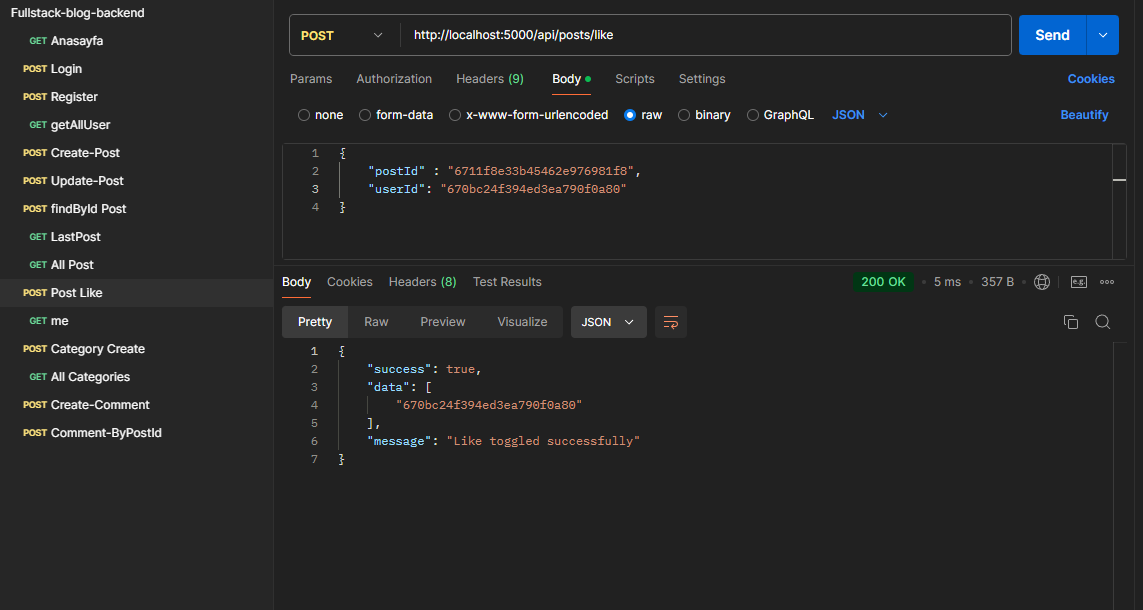 Fullstack-blog-backend
GET Anasayfa
POST Login
POST Register
GET getAllUser
POST Create-Post
POST Update-Post
POST findById Post
GET LastPost
GET All Post
POST Post Like
GET me
POST Category Create
GET All Categories
POST Create-Comment
POST Comment-ByPostId
POST http://localhost:5000/api/posts/like Send
Params Authorization Headers (9) Body Scripts Settings Cookies
none form-data x-www-form-urlencoded raw binary GraphQL JSON Beautify
1 {
2 "postId" : "6711f8e33b45462e976981f8",
3 "userId": "670bc24f394ed3ea790f0a80"
4 }
Body Cookies Headers (8) Test Results 200 OK 5 ms 357 B e.g.
Pretty Raw Preview Visualize JSON
1 {
2 "success": true,
3 "data": [
4 "670bc24f394ed3ea790f0a80"
5 ],
6 "message": "Like toggled successfully"
7 }